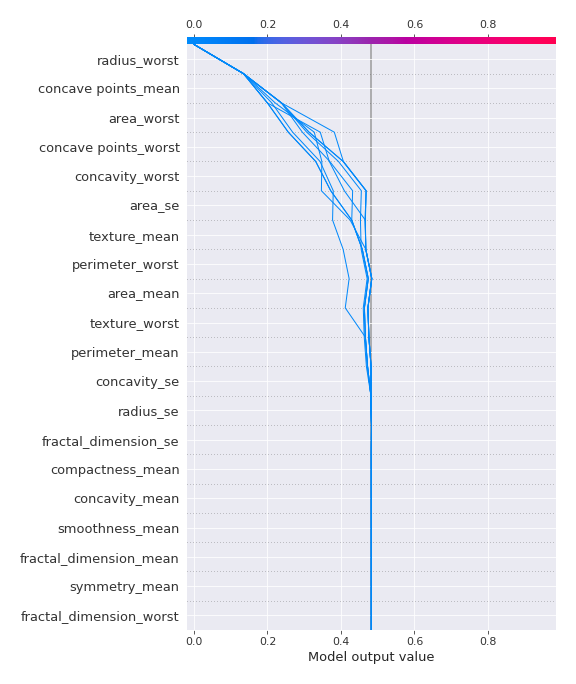 0.0 0.2 0.4 0.6 0.8
radius_worst
concave points_mean
area_worst
concave points_worst
concavity_worst
area_se
texture_mean
perimeter_worst
area_mean
texture_worst
perimeter_mean
concavity_se
radius_se
fractal_dimension_se
compactness_mean
concavity_mean
smoothness_mean
fractal_dimension_mean
symmetry_mean
fractal_dimension_worst
0.0 0.2 0.4 0.6 0.8
Model output value